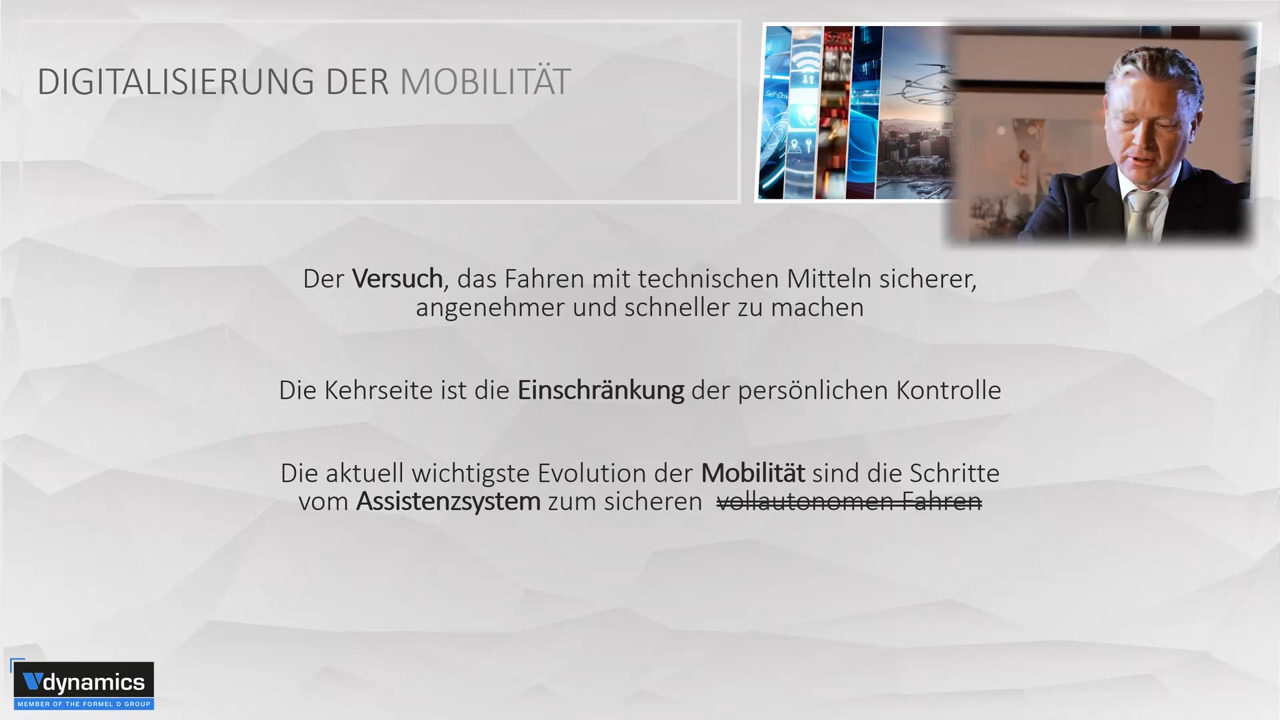 DIGITALISIERUNG DER MOBILITÄT
Self-Driv
Der Versuch, das Fahren mit technischen Mitteln sicherer,
angenehmer und schneller zu machen
Die Kehrseite ist die Einschränkung der persönlichen Kontrolle
Die aktuell wichtigste Evolution der Mobilität sind die Schritte
vom Assistenzsystem zum sicheren vollautonomen Fahren
Vdynamics
MEMBER OF THE FORMEL D GROUP